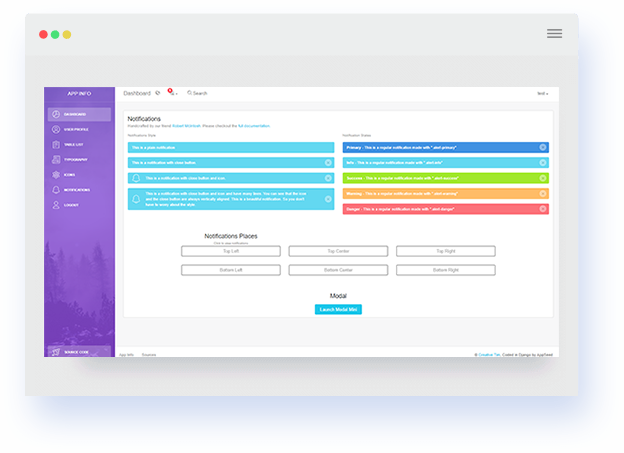 APP INFO
Dashboard
Search
DASHBOARD
USER PROFILE
TABLE LIST
TYPOGRAPHY
ICONS
NOTIFICATIONS
LOGOUT
SOURCE CODE
Notifications
Handcrafted by our friend Robert McIntosh. Please checkout the full documentation.
Notifications Style
This is a plain notification
This is a notification with close button.
This is a notification with close button and icon.
This is a notification with close button and icon and have many lines. You can see that the icon
and the close button are always vertically aligned. This is a beautiful notification. So you don't
have to worry about the style.
Notification States
Primary - This is a regular notification made with ".alert-primary"
Info - This is a regular notification made with ".alert-info"
Success - This is a regular notification made with ".alert-success"
Warning - This is a regular notification made with ".alert-warning"
Danger - This is a regular notification made with ".alert-danger"
Notifications Places
Click to view notifications
Top Left
Top Center
Top Right
Bottom Left
Bottom Center
Bottom Right
Modal
Launch Modal Mini
App Info
Sources
© Creative Tim, Coded in Django by AppSeed